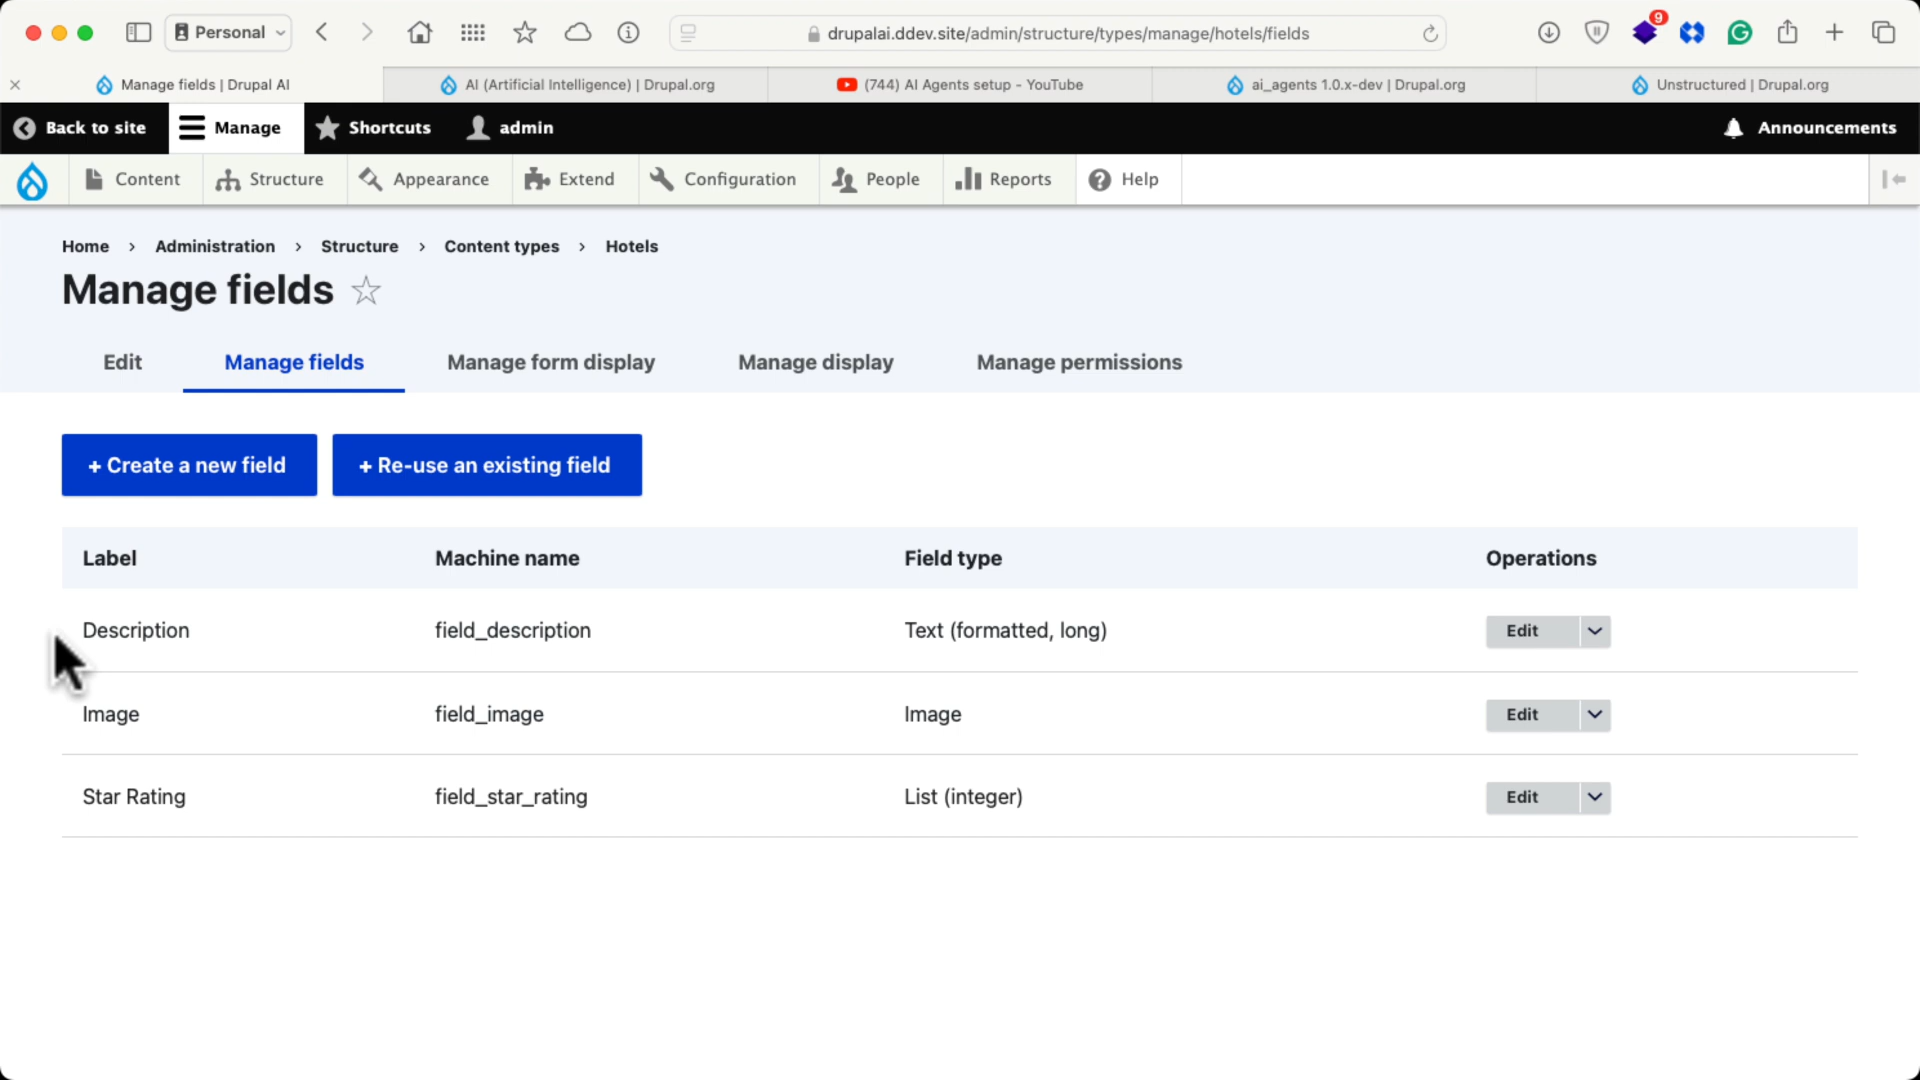 Personal
drupalai.ddev.site/admin/structure/types/manage/hotels/fields
9
Manage fields | Drupal AI
AI (Artificial Intelligence) | Drupal.org
(744) AI Agents setup - YouTube
ai_agents 1.0.x-dev | Drupal.org
Unstructured | Drupal.org
Back to site
Manage
Shortcuts
admin
Announcements
Content
Structure
Appearance
Extend
Configuration
People
Reports
Help
Home > Administration > Structure > Content types > Hotels
Manage fields
Edit
Manage fields
Manage form display
Manage display
Manage permissions
+ Create a new field
+ Re-use an existing field
Label Machine name Field type Operations
Description field_description Text (formatted, long) Edit
Image field_image Image Edit
Star Rating field_star_rating List (integer) Edit